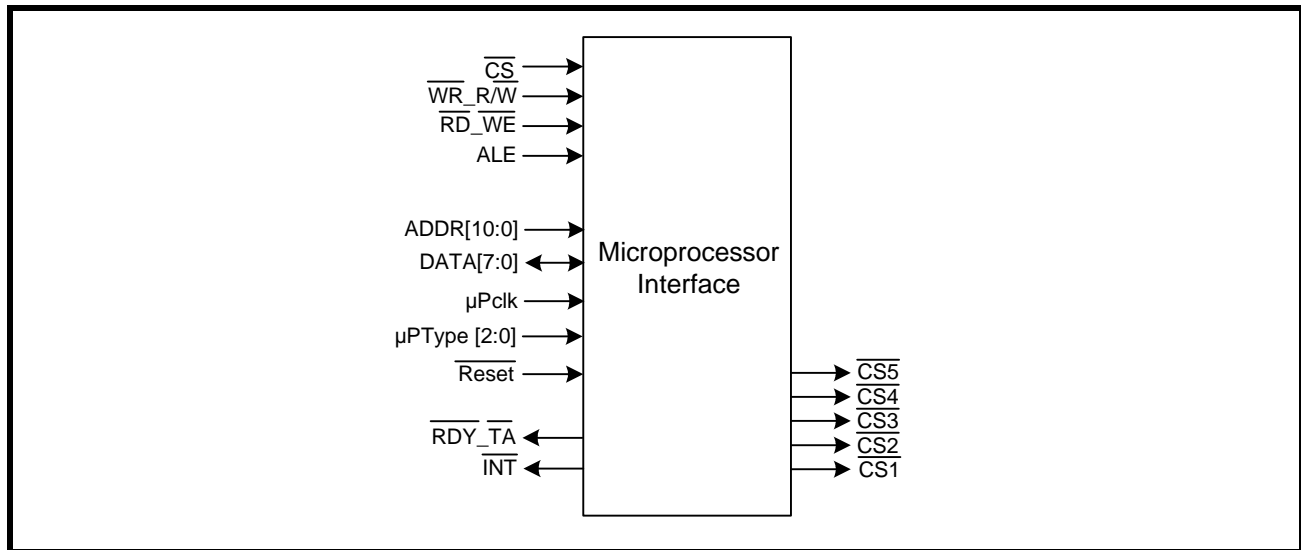 CS
WR_R/W
RD_WE
ALE
ADDR[10:0]
DATA[7:0]
µPclk
µPType [2:0]
Reset
RDY_TA
INT
Microprocessor
Interface
CS5
CS4
CS3
CS2
CS1